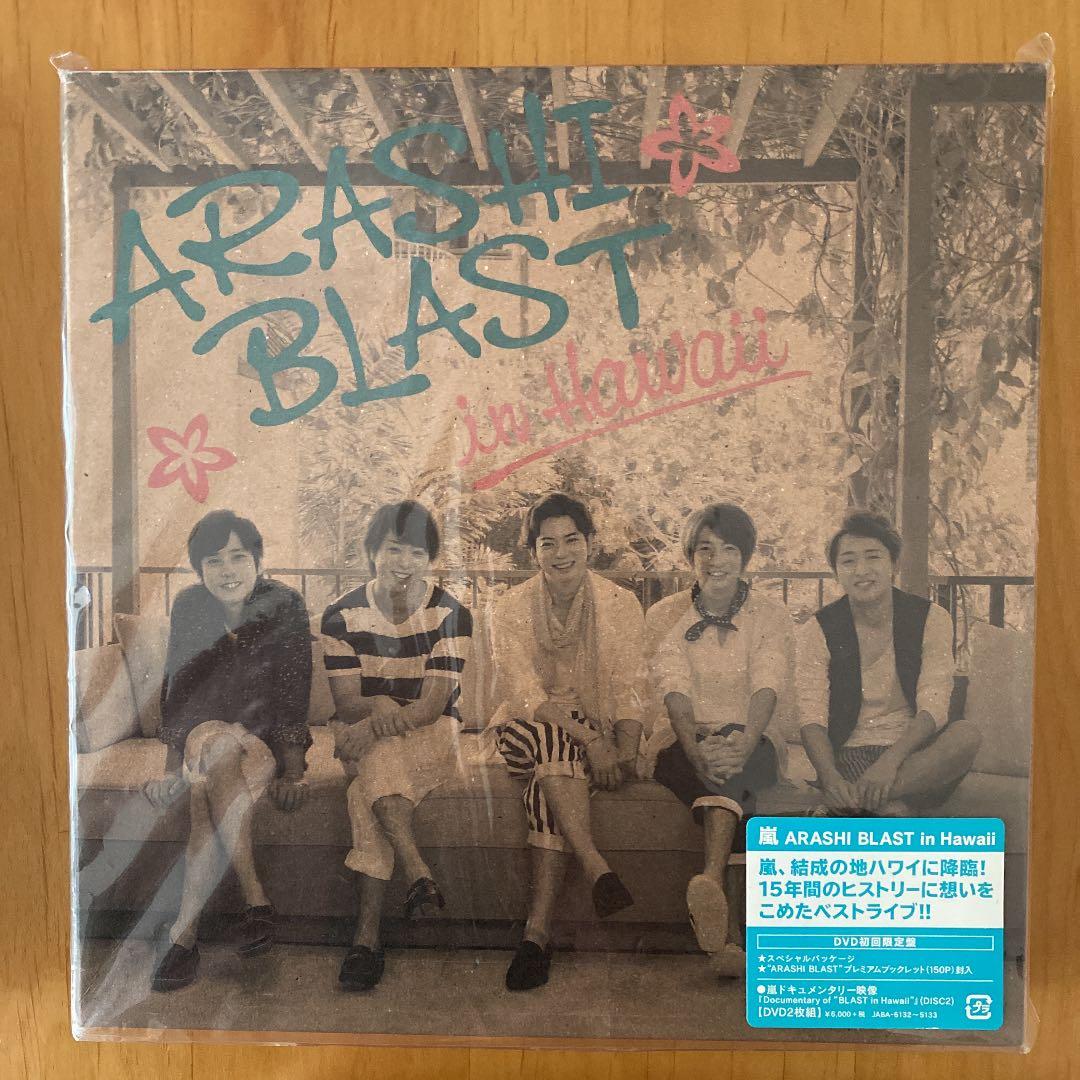 ARASHI
BLAST
in Hawaii
嵐 ARASHI BLAST in Hawaii
嵐、結成の地ハワイに降臨!
15年間のヒストリーに想いを
こめたベストライブ!!
DVD初回限定盤
★スペシャルパッケージ
★"ARASHI BLAST"プレミアムブックレット(150P)封入
●嵐ドキュメンタリー映像
『Documentary of "BLAST in Hawaii"』(DISC2)
【DVD2枚組】 ¥6,000+税 JABA-5132~5133
プラ